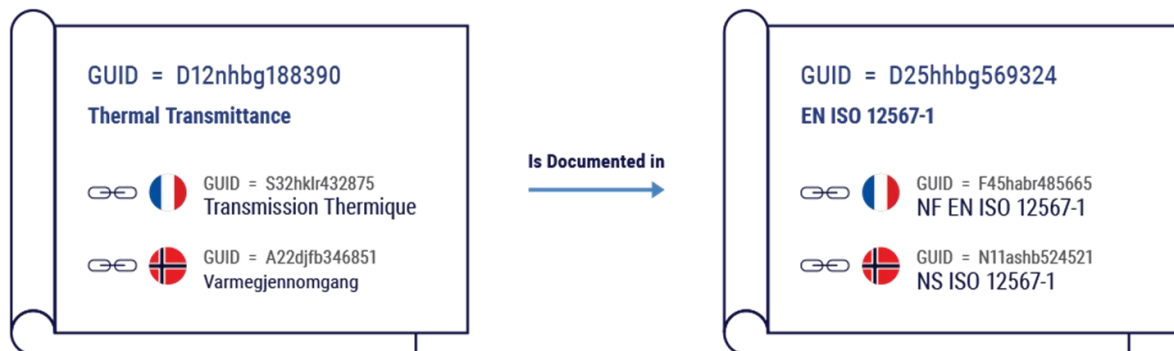 GUID = D12nhbg188390
Thermal Transmittance
GUID = S32hklr432875
Transmission Thermique
GUID = A22djfb346851
Varmegjennomgang
Is Documented in
GUID = D25hhbg569324
EN ISO 12567-1
GUID = F45habr485665
NF EN ISO 12567-1
GUID = N11ashb524521
NS ISO 12567-1